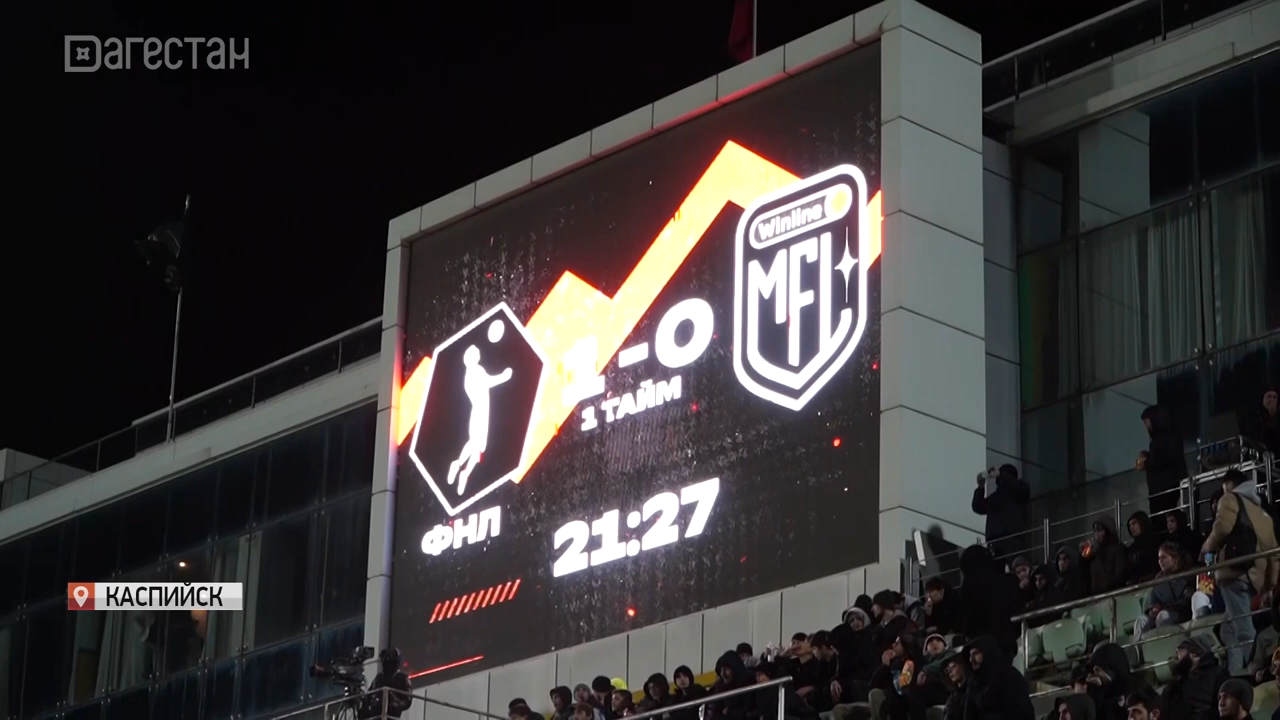 Дагестан
Winline
MFL
1-0
1 ТАЙМ
ФНЛ
21:27
КАСПИЙСК